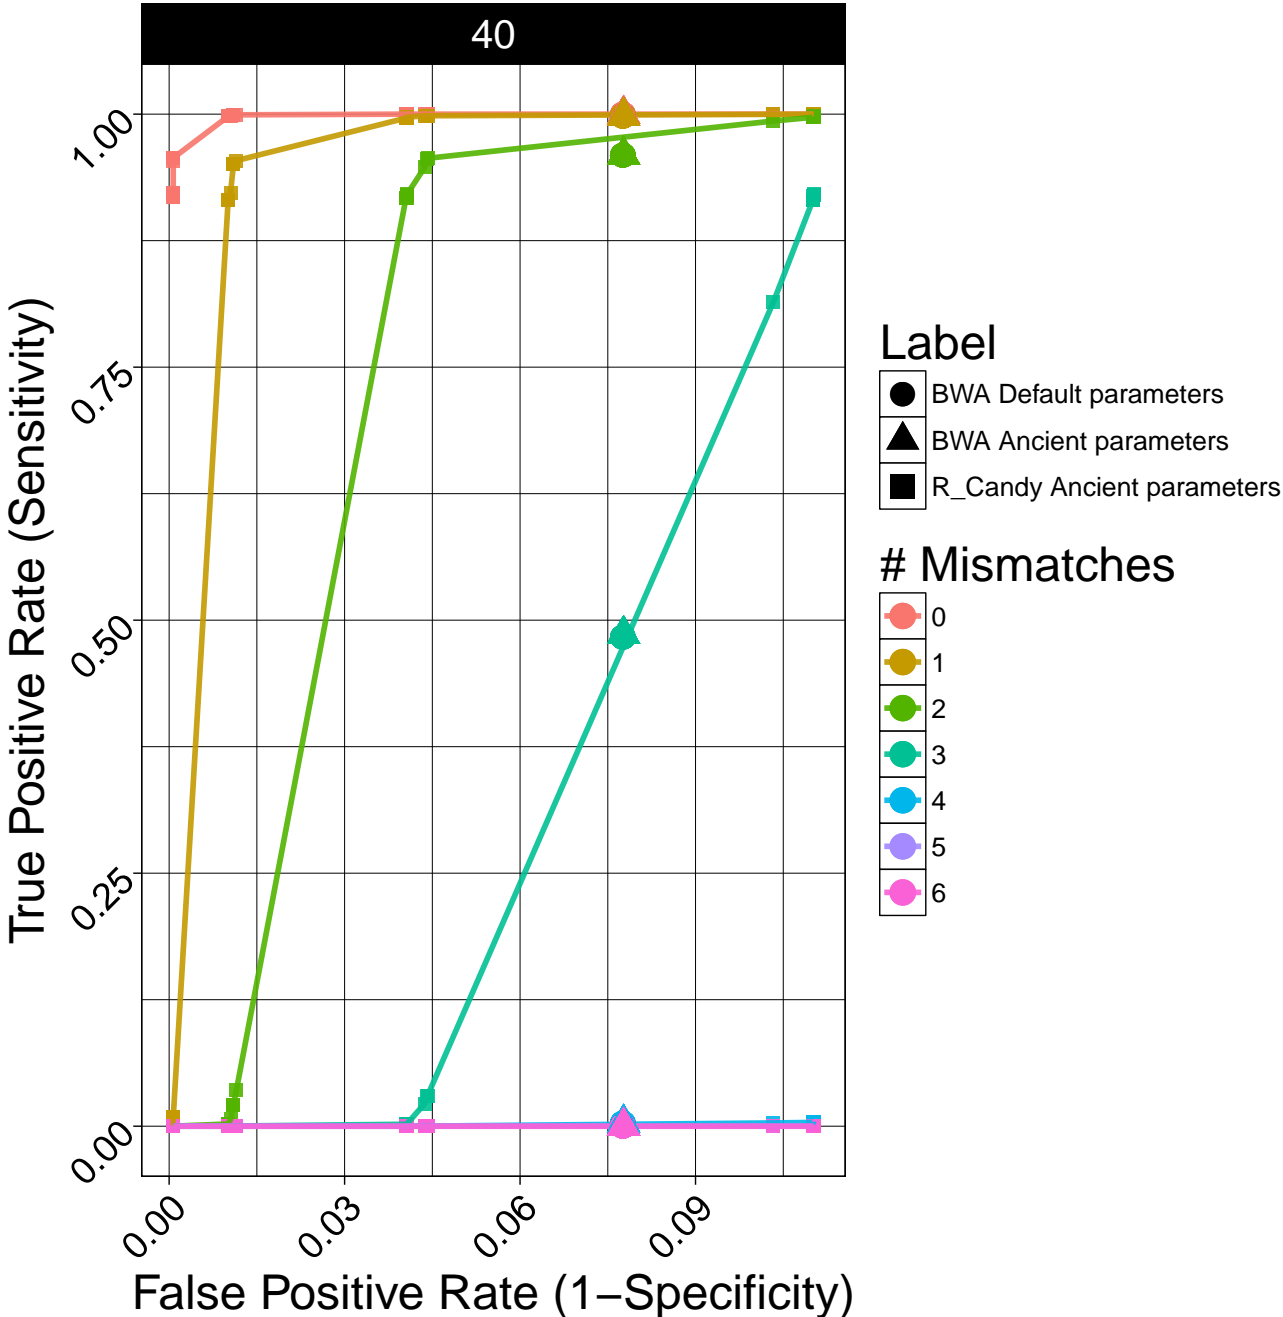 40
True Positive Rate (Sensitivity)
1.00
0.75
0.50
0.25
0.00
0.00
0.03
0.06
0.09
False Positive Rate (1−Specificity)
Label
BWA Default parameters
BWA Ancient parameters
R_Candy Ancient parameters
# Mismatches
0
1
2
3
4
5
6